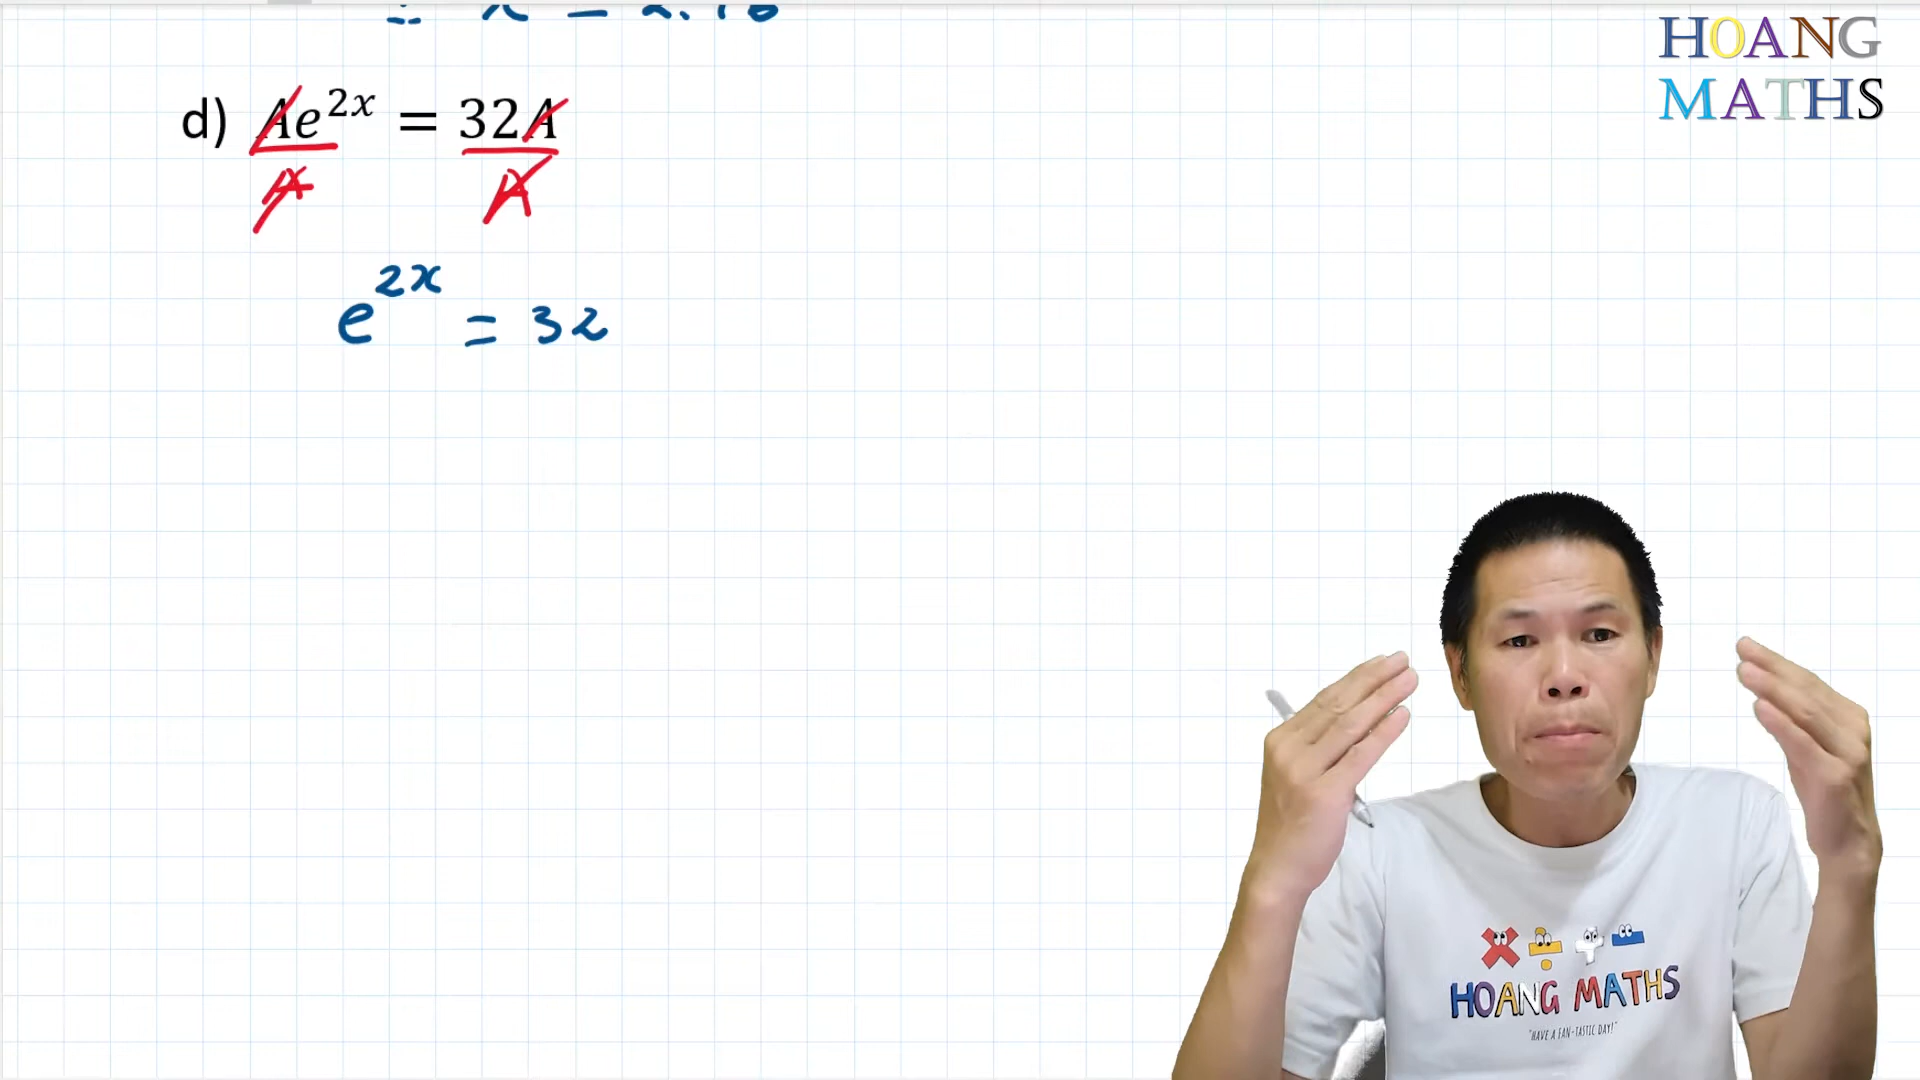 HOANG
MATHS
d) Ae^{2x} = 32A
A A
e^{2x} = 32
HOANG MATHS
"HAVE A FAN-TASTIC DAY!"